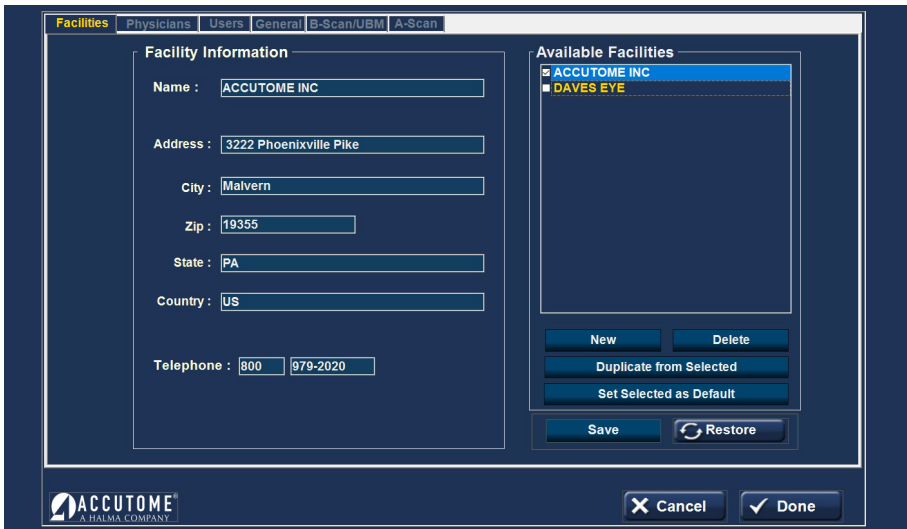 Facilities Physicians Users General B-Scan/UBM A-Scan
Facility Information
Name : ACCUTOME INC
Address : 3222 Phoenixville Pike
City : Malvern
Zip : 19355
State : PA
Country : US
Telephone : 800 979-2020
Available Facilities
ACCUTOME INC
DAVES EYE
New Delete
Duplicate from Selected
Set Selected as Default
Save Restore
ACCUTOME®
A HALMA COMPANY
Cancel Done